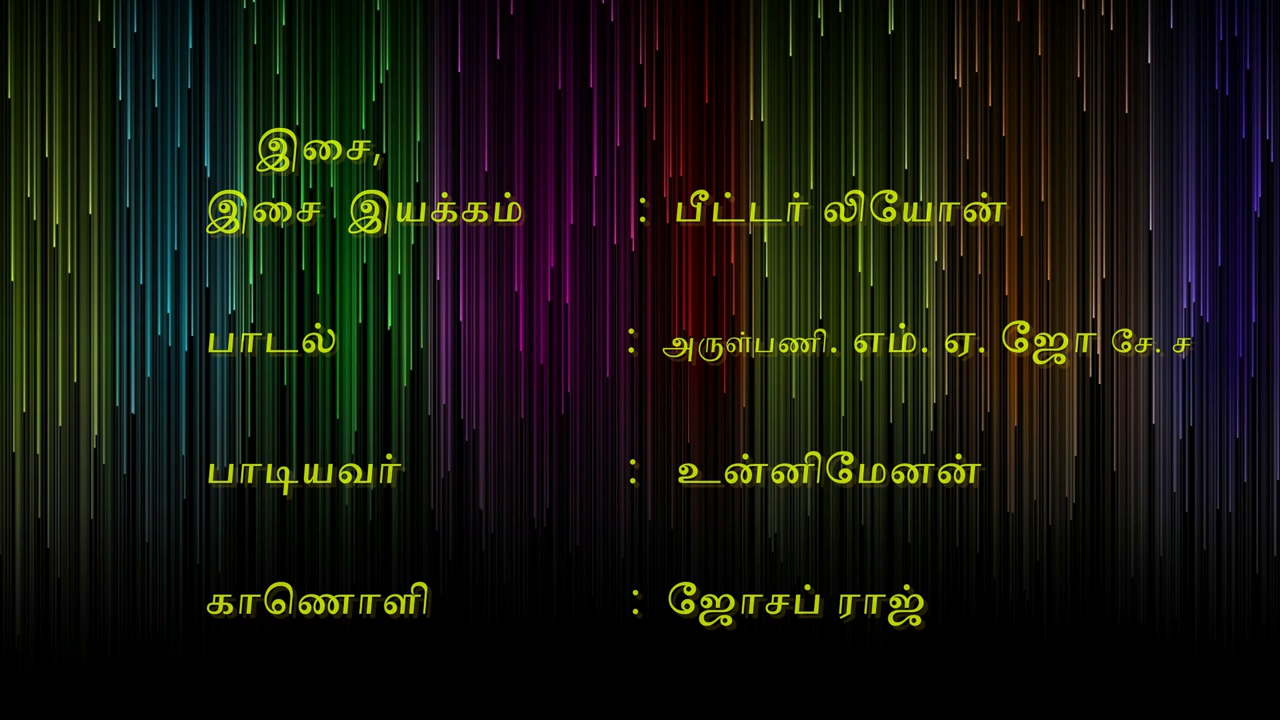 இசை,
இசை இயக்கம் : பீட்டர் லியோன்
பாடல் : அருள்பணி. எம். ஏ. ஜோ சே. ச
பாடியவர் : உன்னிமேனன்
காணொளி : ஜோசப் ராஜ்